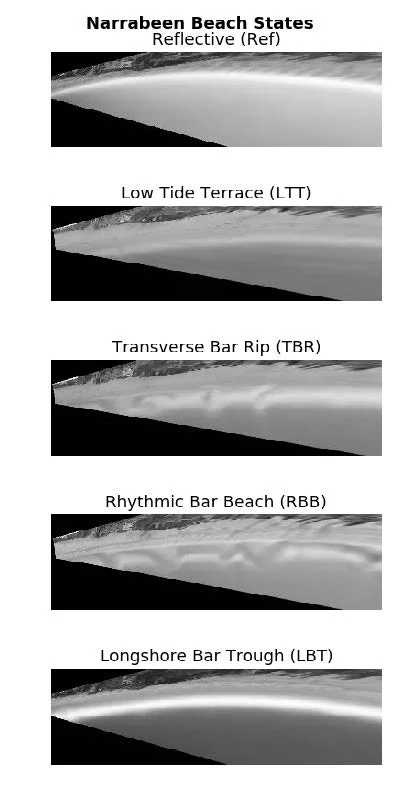 Narrabeen Beach States
Reflective (Ref)
Low Tide Terrace (LTT)
Transverse Bar Rip (TBR)
Rhythmic Bar Beach (RBB)
Longshore Bar Trough (LBT)